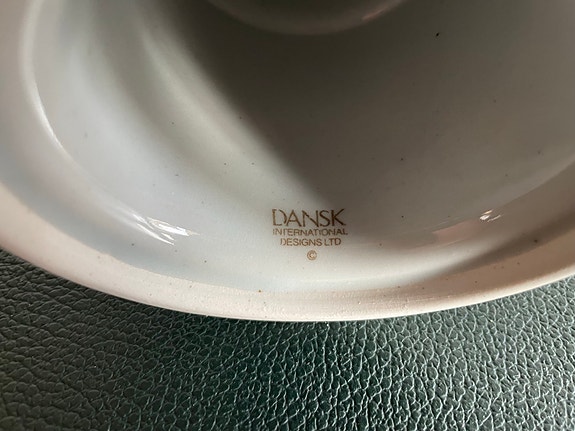 DANSK
INTERNATIONAL
DESIGNS LTD
©